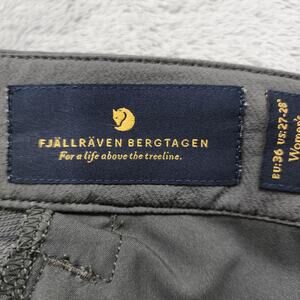 FJÄLLRÄVEN BERGTAGEN
For a life above the treeline.
EU:36 US:27-28"
Women's